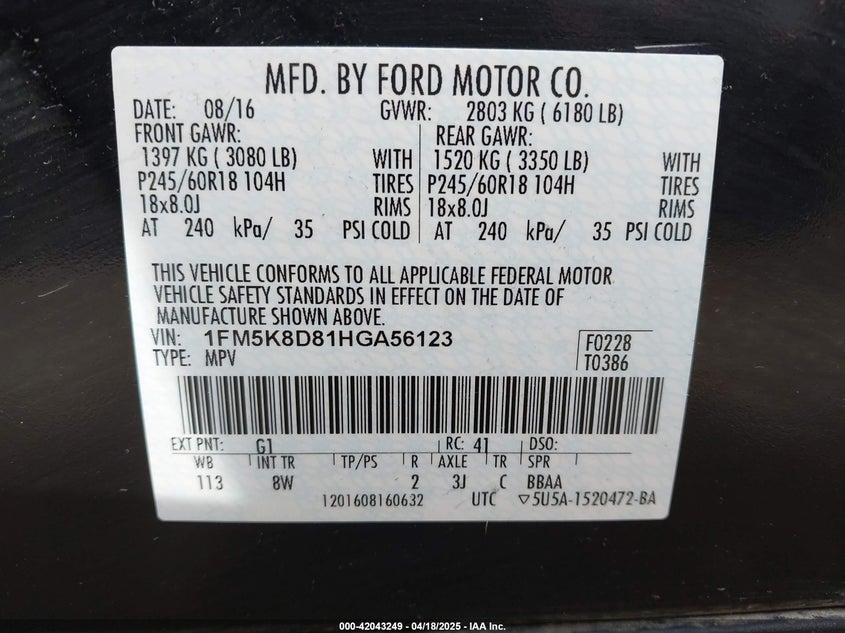 MFD. BY FORD MOTOR CO.
DATE: 08/16 GVWR: 2803 KG ( 6180 LB)
FRONT GAWR: REAR GAWR:
1397 KG ( 3080 LB) WITH 1520 KG ( 3350 LB) WITH
P245/60R18 104H TIRES P245/60R18 104H TIRES
18x8.0J RIMS 18x8.0J RIMS
AT 240 kPa/ 35 PSI COLD AT 240 kPa/ 35 PSI COLD
THIS VEHICLE CONFORMS TO ALL APPLICABLE FEDERAL MOTOR
VEHICLE SAFETY STANDARDS IN EFFECT ON THE DATE OF
MANUFACTURE SHOWN ABOVE.
VIN: 1FM5K8D81HGA56123
TYPE: MPV
F0228
T0386
EXT PNT: G1 RC: 41 DSO:
WB INT TR TP/PS R AXLE TR SPR
113 8W 2 3J C BBAA
1201608160632 UTC ▽5U5A-1520472-BA
000-42043249 - 04/18/2025 - IAA Inc.